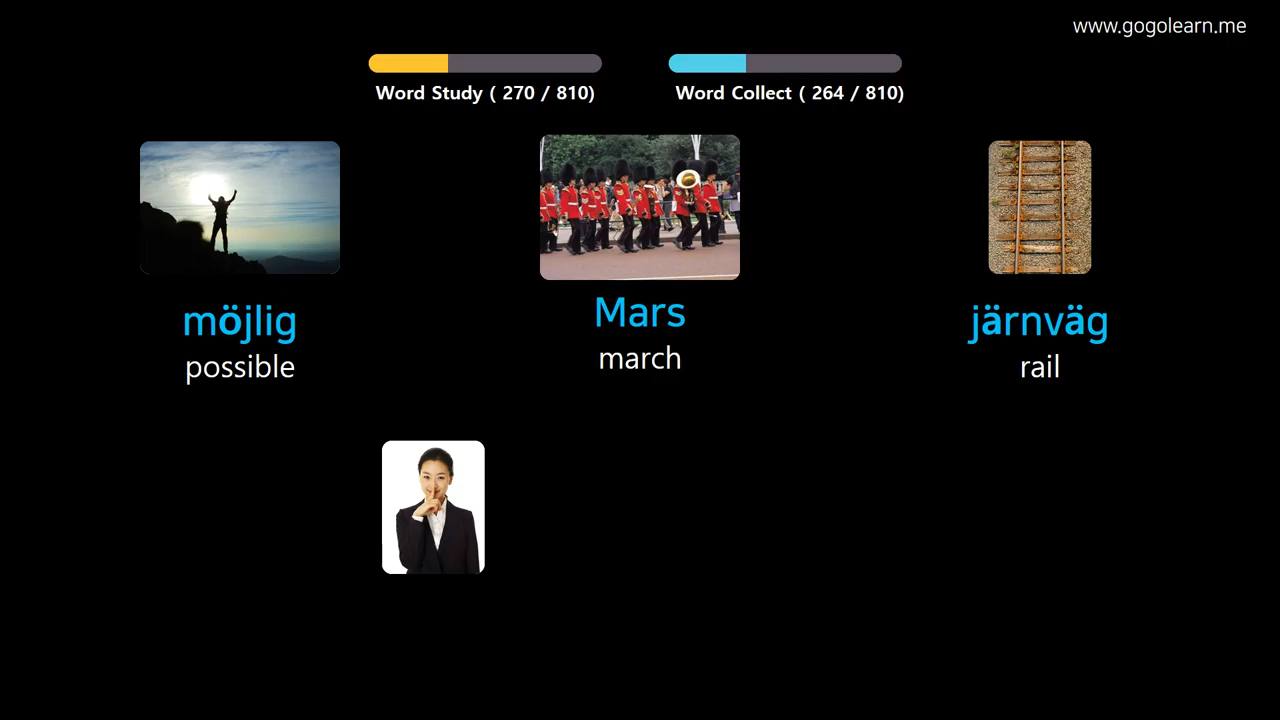 www.gogolearn.me
Word Study ( 270 / 810)
Word Collect ( 264 / 810)
möjlig
possible
Mars
march
järnväg
rail